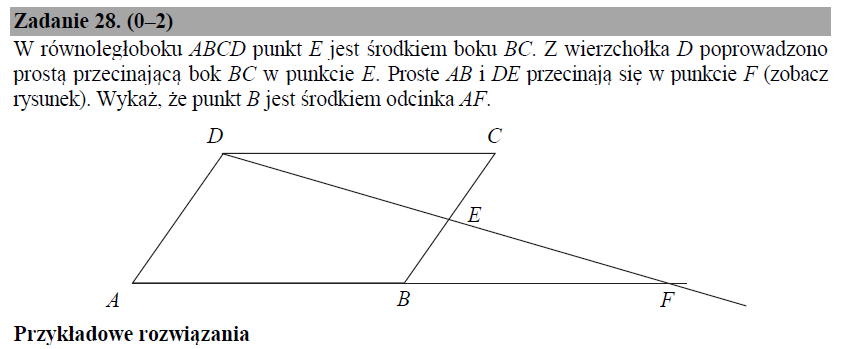 Zadanie 28. (0–2)
W równoległoboku ABCD punkt E jest środkiem boku BC. Z wierzchołka D poprowadzono
prostą przecinającą bok BC w punkcie E. Proste AB i DE przecinają się w punkcie F (zobacz
rysunek). Wykaż, że punkt B jest środkiem odcinka AF.
D
C
E
A
B
F
Przykładowe rozwiązania